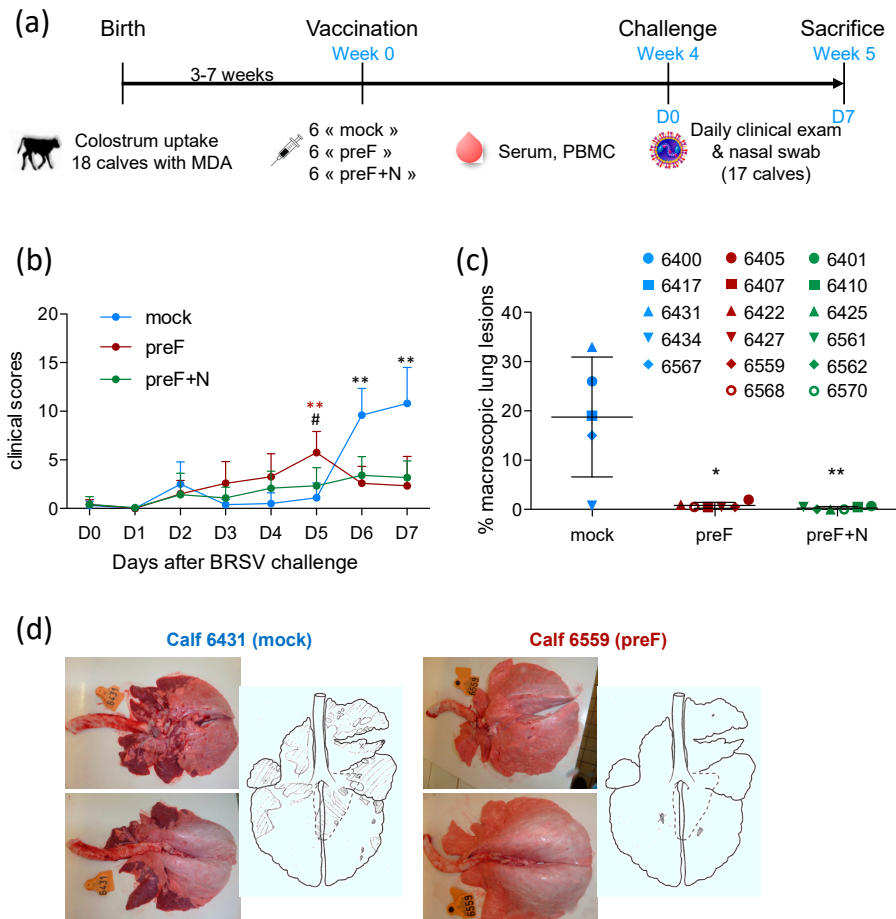 (a)
Birth
Vaccination
Challenge
Sacrifice
Week 0
Week 4
Week 5
3-7 weeks
D0
D7
Colostrum uptake
18 calves with MDA
6 « mock »
6 « preF »
6 « preF+N »
Serum, PBMC
Daily clinical exam
& nasal swab
(17 calves)
(b)
clinical scores
20
15
10
5
0
mock
preF
preF+N
**
#
**
**
D0 D1 D2 D3 D4 D5 D6 D7
Days after BRSV challenge
(c)
% macroscopic lung lesions
40
30
20
10
0
6400 6405 6401
6417 6407 6410
6431 6422 6425
6434 6427 6561
6567 6559 6562
6568 6570
*
**
mock preF preF+N
(d)
Calf 6431 (mock)
Calf 6559 (preF)
6431
6559
6431
6559